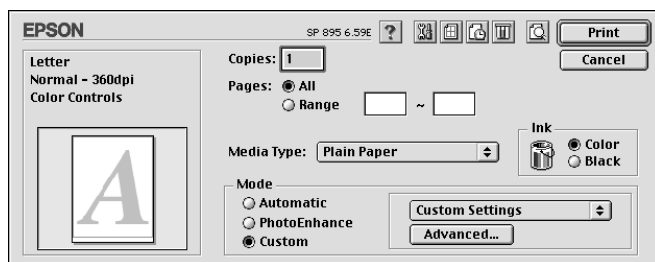 EPSON
SP 895 6.59E ?
Print
Cancel
Letter
Normal - 360dpi
Color Controls
A
Copies: 1
Pages: All
Range ~
Media Type: Plain Paper
Ink
Color
Black
Mode
Automatic
PhotoEnhance
Custom
Custom Settings
Advanced...